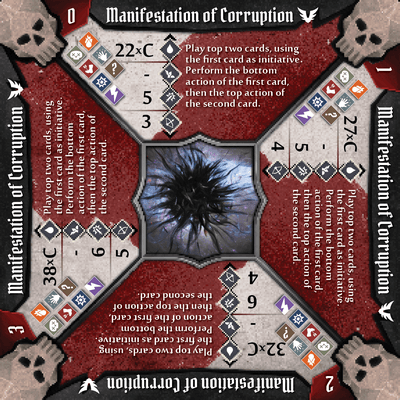 0
Manifestation of Corruption
22×C
-
5
3
Play top two cards, using
the first card as initiative.
Perform the bottom
action of the first card,
then the top action of
the second card.
1
Manifestation of Corruption
27×C
-
5
4
Play top two cards, using
the first card as initiative.
Perform the bottom
action of the first card,
then the top action of
the second card.
2
Manifestation of Corruption
32×C
-
6
4
Play top two cards, using
the first card as initiative.
Perform the bottom
action of the first card,
then the top action of
the second card.
3
Manifestation of Corruption
38×C
-
6
5
Play top two cards, using
the first card as initiative.
Perform the bottom
action of the first card,
then the top action of
the second card.